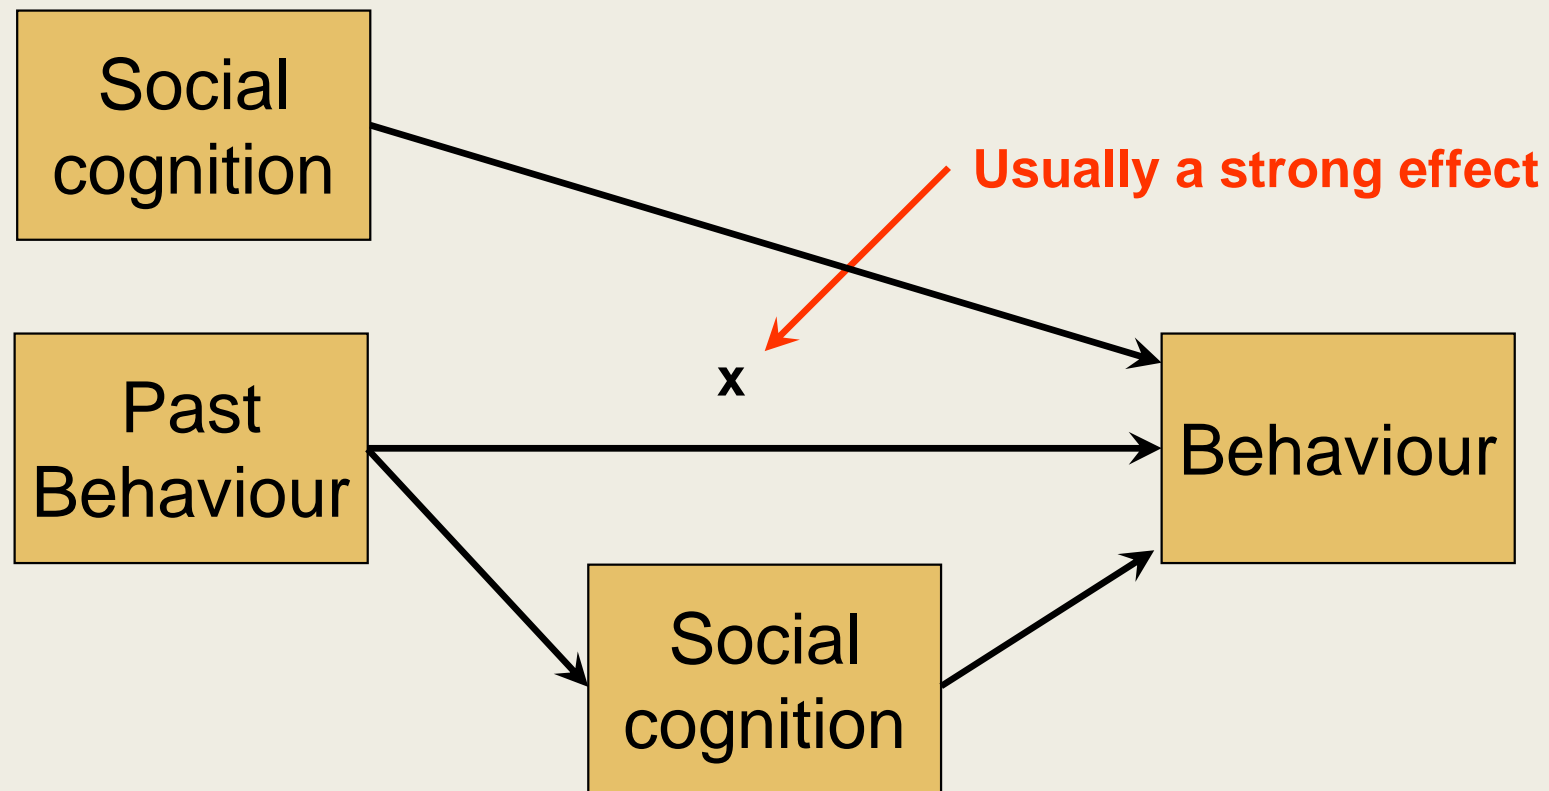 Social
cognition
Usually a strong effect
x
Past
Behaviour
Behaviour
Social
cognition